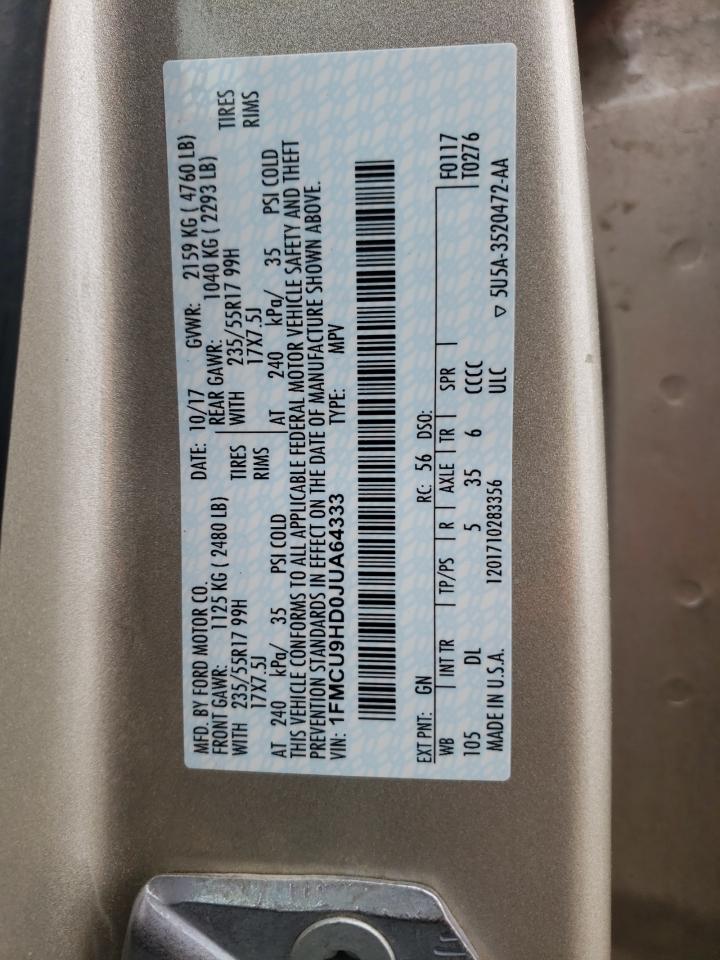 MFD. BY FORD MOTOR CO.
DATE: 10/17 GVWR: 2159 KG ( 4760 LB)
FRONT GAWR: 1125 KG ( 2480 LB) REAR GAWR: 1040 KG ( 2293 LB)
WITH 235/55R17 99H TIRES WITH 235/55R17 99H TIRES
17X7.5J RIMS 17X7.5J RIMS
AT 240 kPa/ 35 PSI COLD AT 240 kPa/ 35 PSI COLD
THIS VEHICLE CONFORMS TO ALL APPLICABLE FEDERAL MOTOR VEHICLE SAFETY AND THEFT
PREVENTION STANDARDS IN EFFECT ON THE DATE OF MANUFACTURE SHOWN ABOVE.
VIN: 1FMCU9HD0JUA64333 TYPE: MPV
F0117
T0276
EXT PNT: GN RC: 56 DSO:
WB INT TR TP/PS R AXLE TR SPR
105 DL 5 35 6 CCCC
MADE IN U.S.A. 1201710283356 ULC ▽ 5U5A-3520472-AA